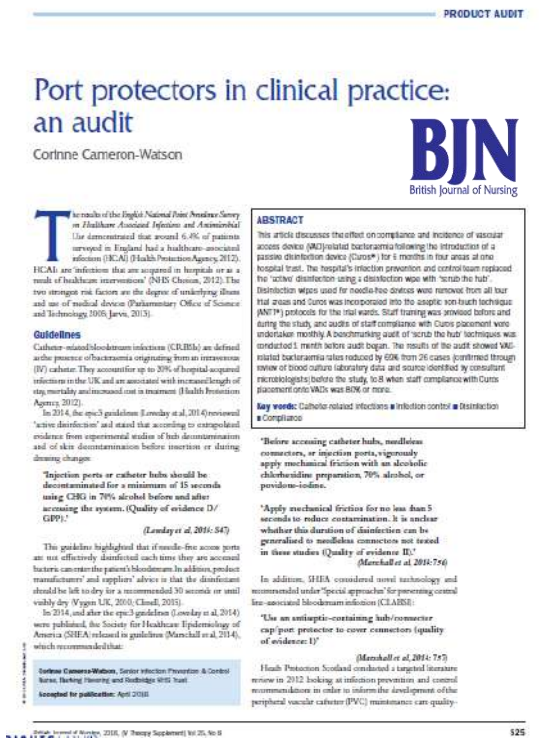 PRODUCT AUDIT
Port protectors in clinical practice:
an audit
Corinne Cameron-Watson
BJN
British Journal of Nursing
The results of the English National Point Prevalence Survey
on Healthcare Associated Infections and Antimicrobial
Use demonstrated that around 6.4% of patients
surveyed in England had a healthcare-associated
infection (HCAI) (Health Protection Agency, 2012).
HCAIs are 'infections that are acquired in hospitals or as a
result of healthcare interventions' (NHS Choices, 2012). The
two strongest risk factors are the degree of underlying illness
and use of medical devices (Parliamentary Office of Science
and Technology, 2005; Jarvis, 2013).
Guidelines
Catheter-related bloodstream infections (CRBSIs) are defined
as the presence of bacteraemia originating from an intravenous
(IV) catheter. They account for up to 20% of hospital-acquired
infections in the UK and are associated with increased length of
stay, mortality and increased cost in treatment (Health Protection
Agency, 2012).
In 2014, the epic3 guidelines (Loveday et al, 2014) reviewed
'active disinfection' and stated that according to extrapolated
evidence from experimental studies of hub decontamination
and of skin decontamination before insertion or during
dressing changes:
'Injection ports or catheter hubs should be
decontaminated for a minimum of 15 seconds
using CHG in 70% alcohol before and after
accessing the system. (Quality of evidence D/
GPP).'
(Loveday et al, 2014: S47)
This guideline highlighted that if needle-free access ports
are not effectively disinfected each time they are accessed
bacteria can enter the patient's bloodstream. In addition, product
manufacturers' and suppliers' advice is that the disinfectant
should be left to dry for a recommended 30 seconds or until
visibly dry (Vygon UK, 2010; Clinell, 2015).
In 2014, and after the epic3 guidelines (Loveday et al, 2014)
were published, the Society for Healthcare Epidemiology of
America (SHEA) released its guidelines (Marschall et al, 2014),
which recommended that:
Corinne Cameron-Watson, Senior Infection Prevention & Control
Nurse, Barking Havering and Redbridge NHS Trust
Accepted for publication: April 2016
ABSTRACT
This article discusses the effect on compliance and incidence of vascular
access device (VAD)-related bacteraemia following the introduction of a
passive disinfection device (Curos®) for 6 months in four areas at one
hospital trust. The hospital's infection prevention and control team replaced
the 'active' disinfection using a disinfection wipe with 'scrub the hub'.
Disinfection wipes used for needle-free devices were removed from all four
trial areas and Curos was incorporated into the aseptic non-touch technique
(ANTT®) protocols for the trial wards. Staff training was provided before and
during the study, and audits of staff compliance with Curos placement were
undertaken monthly. A benchmarking audit of 'scrub the hub' techniques was
conducted 1 month before audit began. The results of the audit showed VAD-
related bacteraemia rates reduced by 69% from 26 cases (confirmed through
review of blood culture laboratory data and source identified by consultant
microbiologists) before the study, to 8 when staff compliance with Curos
placement onto VADs was 80% or more.
Key words: Catheter-related infections ■ Infection control ■ Disinfection
■ Compliance
'Before accessing catheter hubs, needleless
connectors, or injection ports, vigorously
apply mechanical friction with an alcoholic
chlorhexidine preparation, 70% alcohol, or
povidone-iodine.
'Apply mechanical friction for no less than 5
seconds to reduce contamination. It is unclear
whether this duration of disinfection can be
generalised to needleless connectors not tested
in these studies (Quality of evidence II).'
(Marschall et al, 2014:756)
In addition, SHEA considered novel technology and
recommended under 'Special approaches' for preventing central
line-associated bloodstream infection (CLABSI):
'Use an antiseptic-containing hub/connector
cap/port protector to cover connectors (quality
of evidence: I)'
(Marschall et al, 2014: 757)
Heath Protection Scotland conducted a targeted literature
review in 2012 looking at infection prevention and control
recommendations in order to inform the development of the
peripheral vascular catheter (PVC) maintenance care quality-
British Journal of Nursing, 2016, (IV Therapy Supplement) Vol 25, No 8
S25